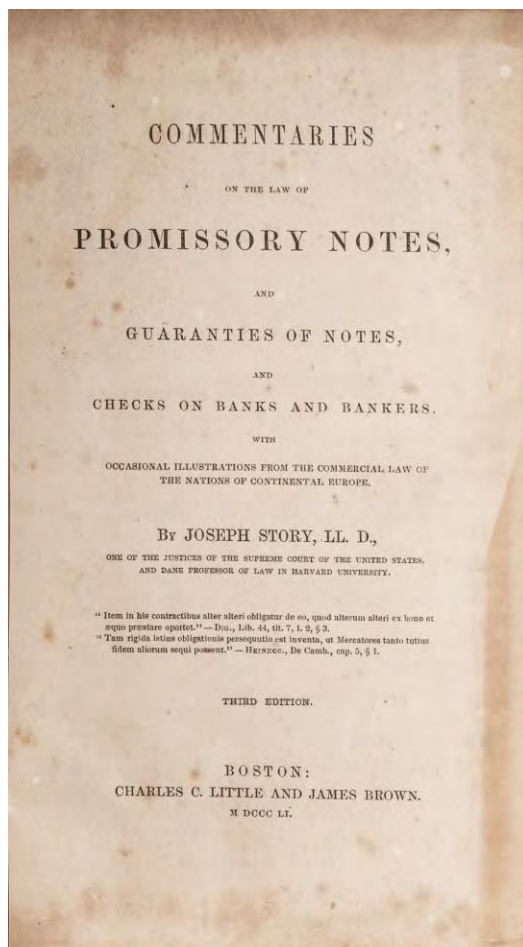 COMMENTARIES
ON THE LAW OF
PROMISSORY NOTES,
AND
GUARANTIES OF NOTES,
AND
CHECKS ON BANKS AND BANKERS.
WITH
OCCASIONAL ILLUSTRATIONS FROM THE COMMERCIAL LAW OF
THE NATIONS OF CONTINENTAL EUROPE.
BY JOSEPH STORY, LL. D.,
ONE OF THE JUSTICES OF THE SUPREME COURT OF THE UNITED STATES,
AND DANE PROFESSOR OF LAW IN HARVARD UNIVERSITY.
“ Item in his contractibus alter alteri obligatur de eo, quod alterum alteri ex bono et
æquo præstare oportet.” — DIG., Lib. 44, tit. 7, l. 2, § 3.
“ Tam rigida istius obligationis persequutio est inventa, ut Mercatores tanto tutius
fidem aliorum sequi possent.” — HEINECC., De Camb., cap. 5, § 1.
THIRD EDITION.
BOSTON:
CHARLES C. LITTLE AND JAMES BROWN.
M DCCC LI.